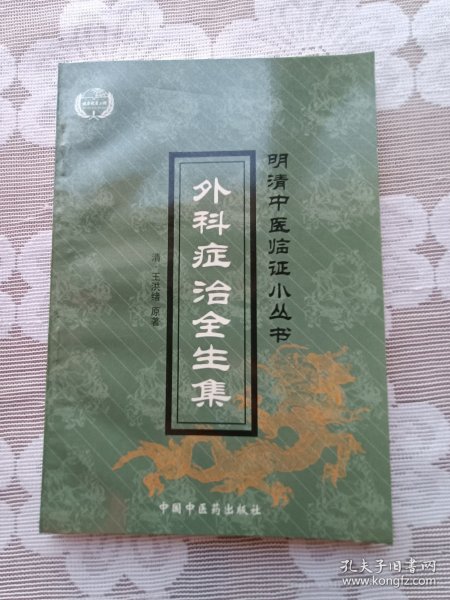 明清中医临证小丛书
外科症治全生集
清·王洪绪 原著
中国中医药出版社
孔夫子旧书网
www.kongfz.com